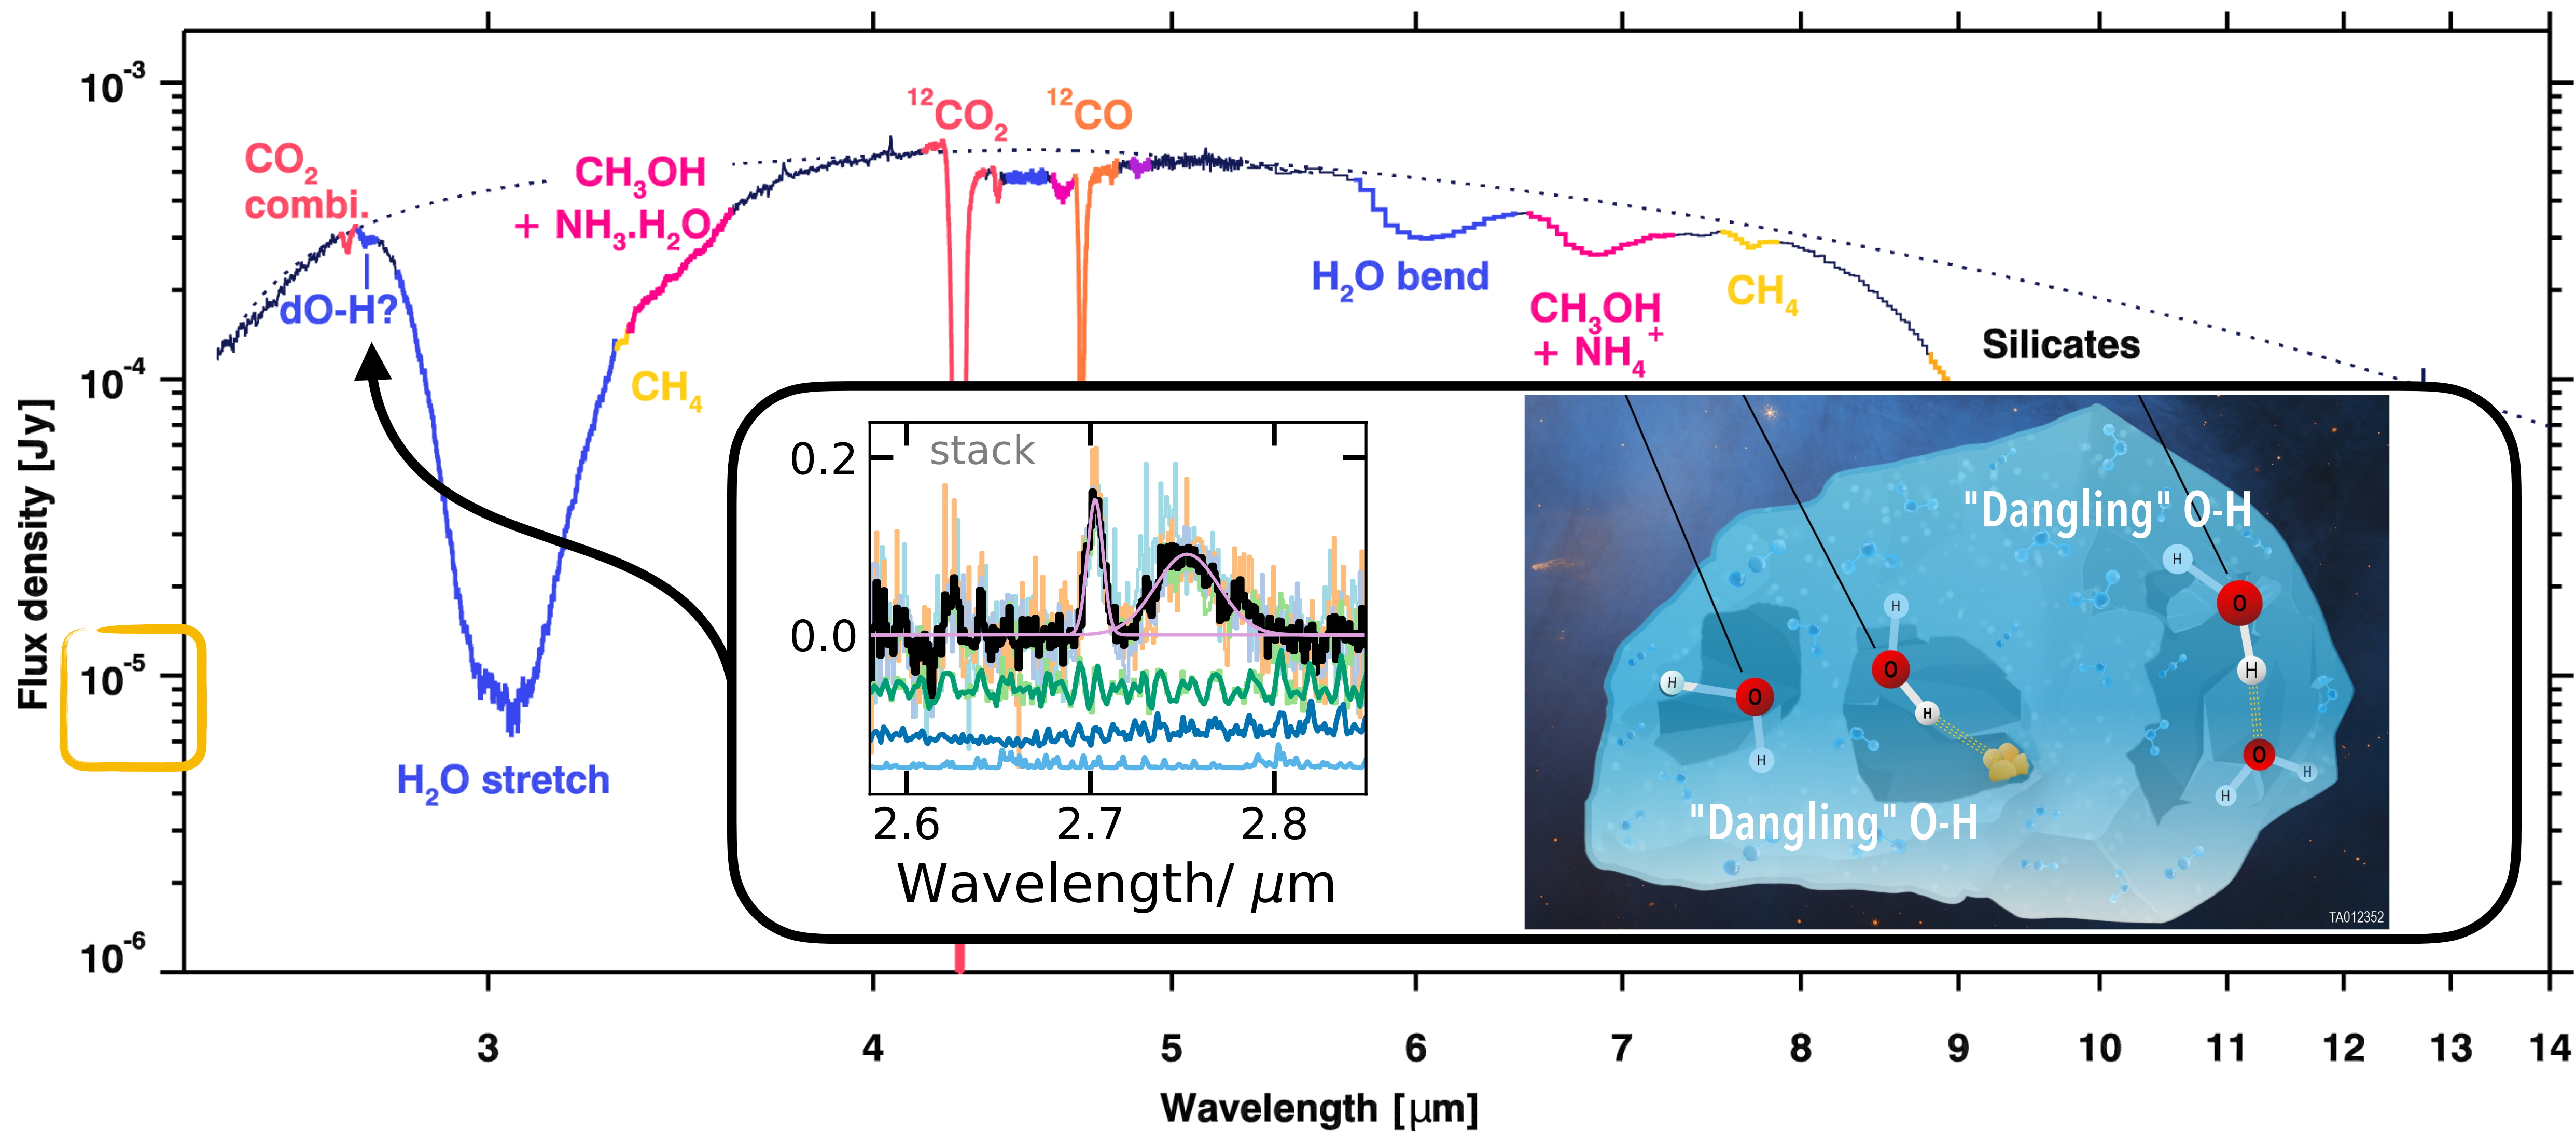 10-3
10-4
10-5
10-6
Flux density [Jy]
CO2
combi.
dO-H?
CH3OH
+ NH3.H2O
12CO2
12CO
CH4
H2O stretch
H2O bend
CH3OH
+ NH4+
CH4
Silicates
stack
0.2
0.0
2.6 2.7 2.8
Wavelength/ μm
"Dangling" O-H
H
O
H
O
H
H
O
H
O
H
H
O
H
H
"Dangling" O-H
TA012352
3 4 5 6 7 8 9 10 11 12 13 14
Wavelength [μm]